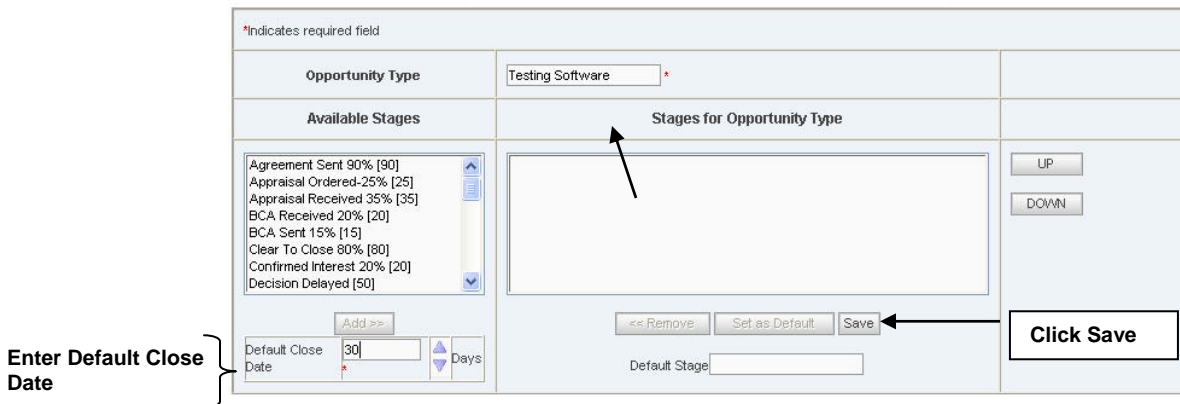 *Indicates required field
Opportunity Type
Testing Software *
Available Stages
Stages for Opportunity Type
Agreement Sent 90% [90]
Appraisal Ordered-25% [25]
Appraisal Received 35% [35]
BCA Received 20% [20]
BCA Sent 15% [15]
Clear To Close 80% [80]
Confirmed Interest 20% [20]
Decision Delayed [50]
UP
DOWN
Add >>
<< Remove
Set as Default
Save
Click Save
Enter Default Close
Date
Default Close
Date
30
*
Days
Default Stage